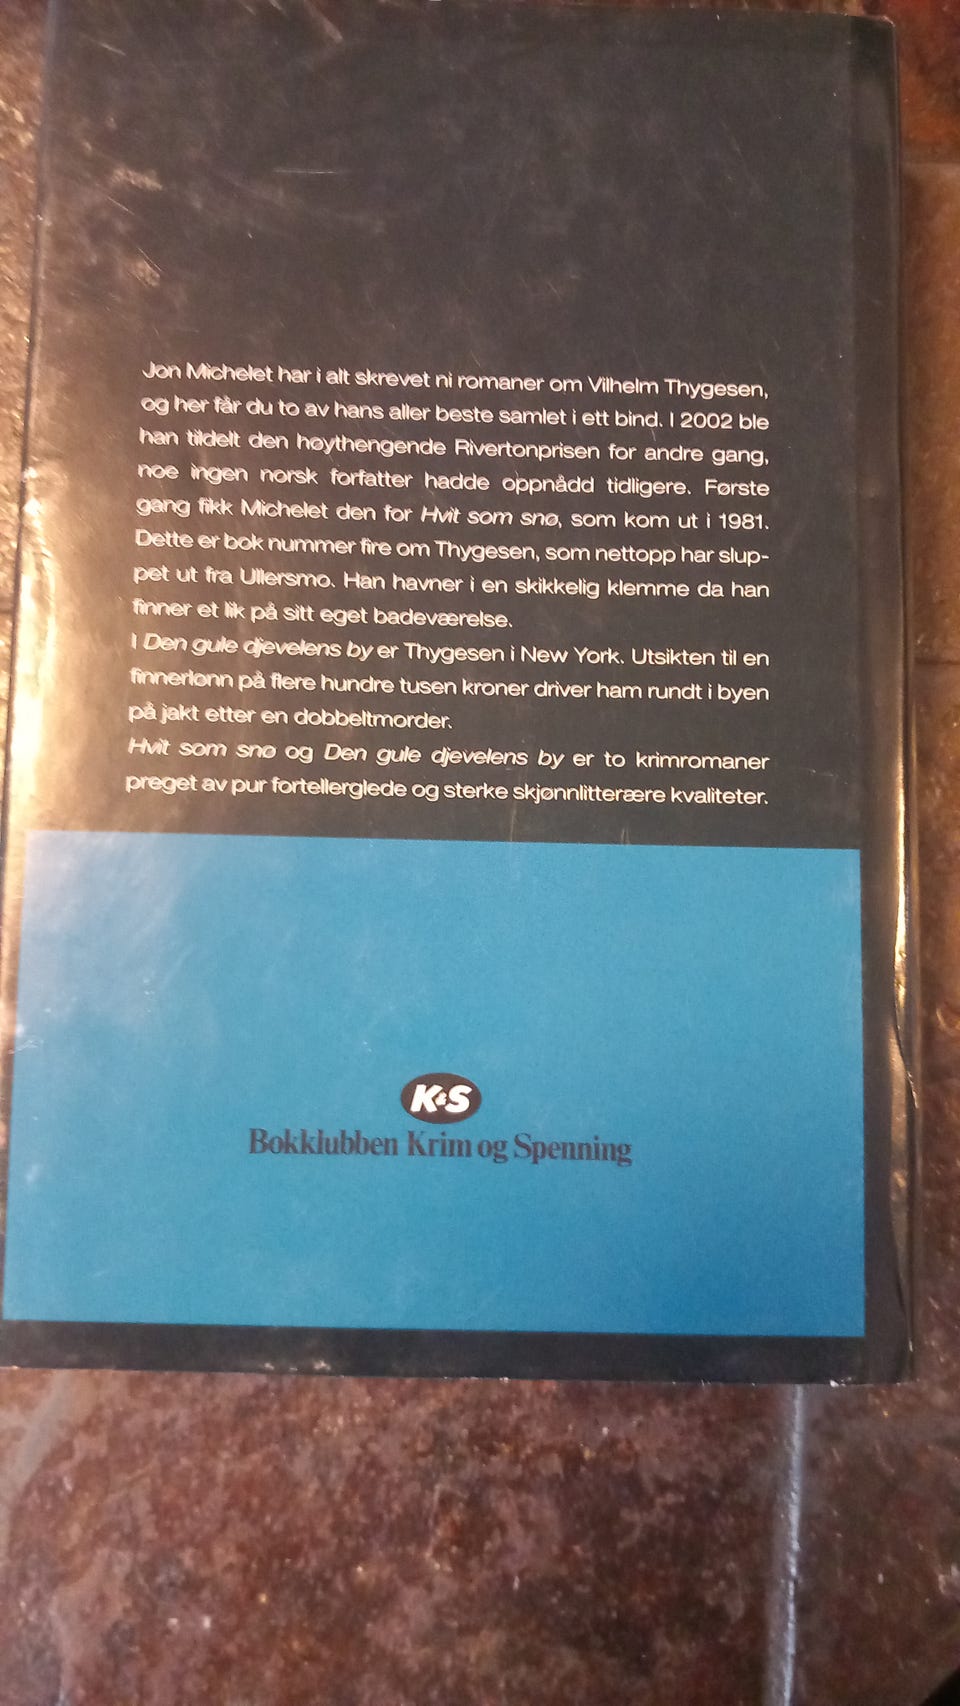 Jon Michelet har i alt skrevet ni romaner om Vilhelm Thygesen,
og her får du to av hans aller beste samlet i ett bind. I 2002 ble
han tildelt den høythengende Rivertonprisen for andre gang,
noe ingen norsk forfatter hadde oppnådd tidligere. Første
gang fikk Michelet den for Hvit som snø, som kom ut i 1981.
Dette er bok nummer fire om Thygesen, som nettopp har slup-
pet ut fra Ullersmo. Han havner i en skikkelig klemme da han
finner et lik på sitt eget badeværelse.
I Den gule djevelens by er Thygesen i New York. Utsikten til en
finnerlønn på flere hundre tusen kroner driver ham rundt i byen
på jakt etter en dobbeltmorder.
Hvit som snø og Den gule djevelens by er to krimromaner
preget av pur fortellerglede og sterke skjønnlitterære kvaliteter.
K&S
Bokklubben Krim og Spenning